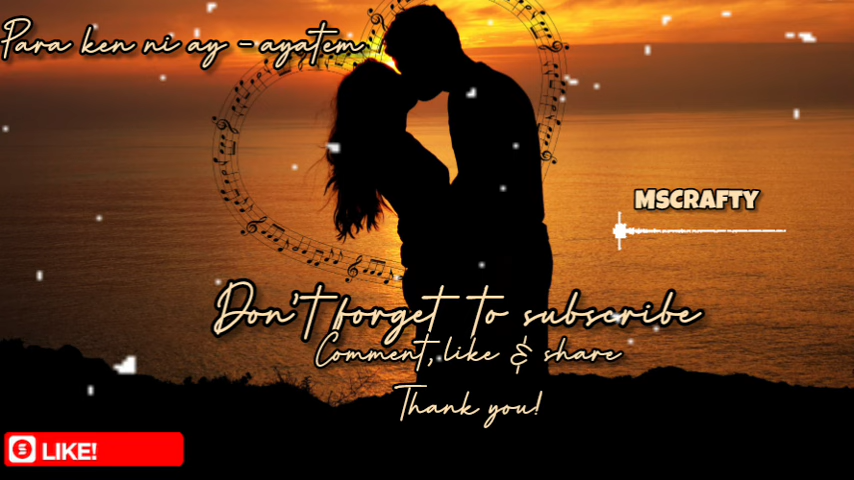 Para ken ni ay - ayatem
MSCRAFTY
Don't forget to subscribe
Comment, like & share
Thank you!
LIKE!